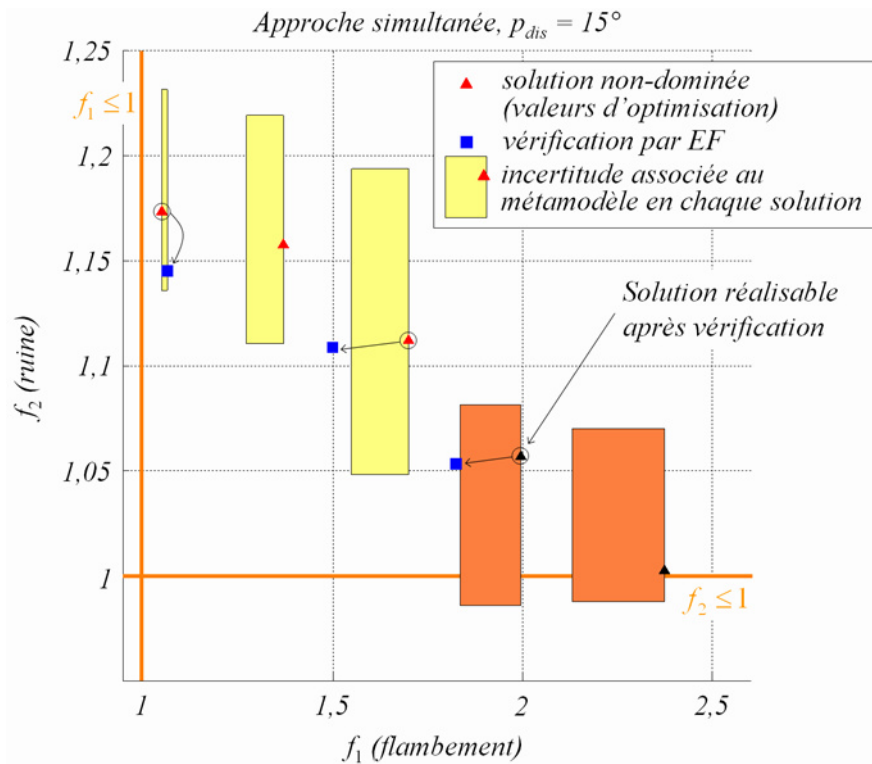 Approche simultanée, p_dis = 15°
1,25
1,2
1,15
1,1
1,05
1
f₂ (ruine)
f₁ ≤ 1
solution non-dominée
(valeurs d'optimisation)
vérification par EF
incertitude associée au
métamodèle en chaque solution
Solution réalisable
après vérification
f₂ ≤ 1
1
1,5
2
2,5
f₁ (flambement)